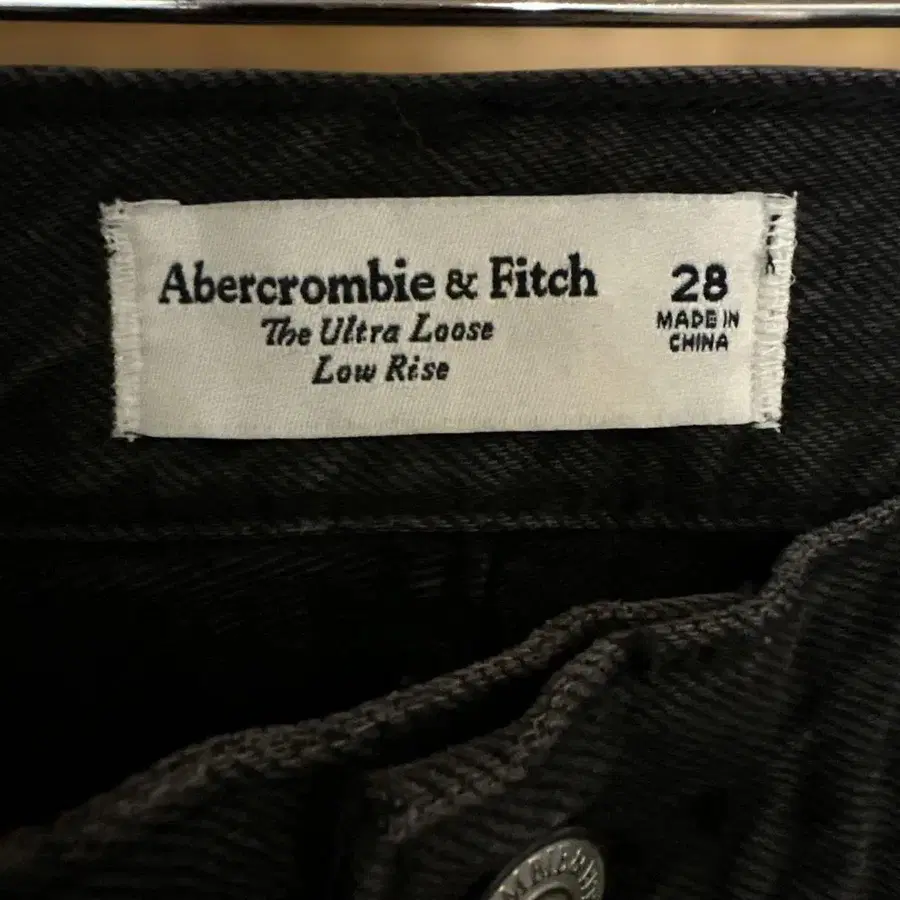 Abercrombie & Fitch
The Ultra Loose
Low Rise
28
MADE IN
CHINA